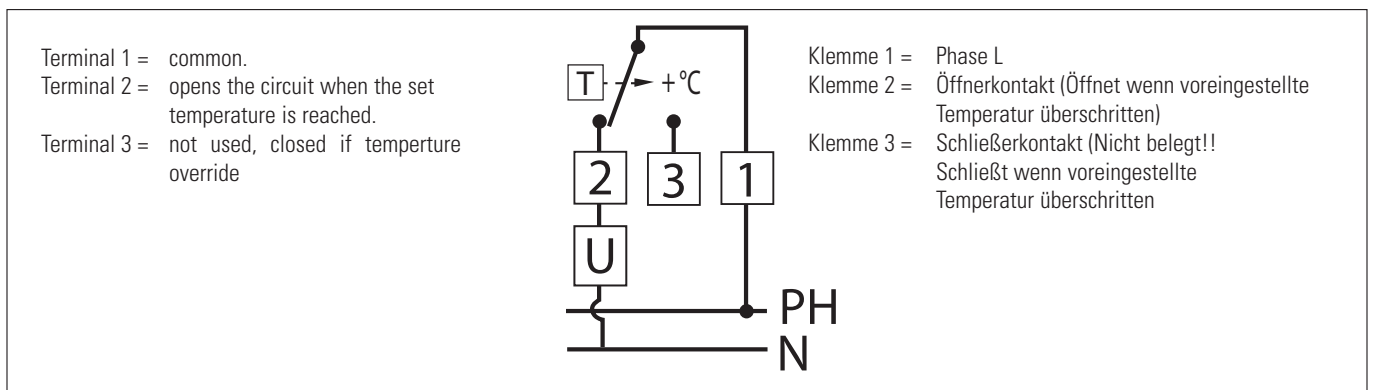 Terminal 1 = common.
Terminal 2 = opens the circuit when the set
temperature is reached.
Terminal 3 = not used, closed if temperture
override
T
+ °C
2
3
1
U
PH
N
Klemme 1 = Phase L
Klemme 2 = Öffnerkontakt (Öffnet wenn voreingestellte
Temperatur überschritten)
Klemme 3 = Schließerkontakt (Nicht belegt!!
Schließt wenn voreingestellte
Temperatur überschritten